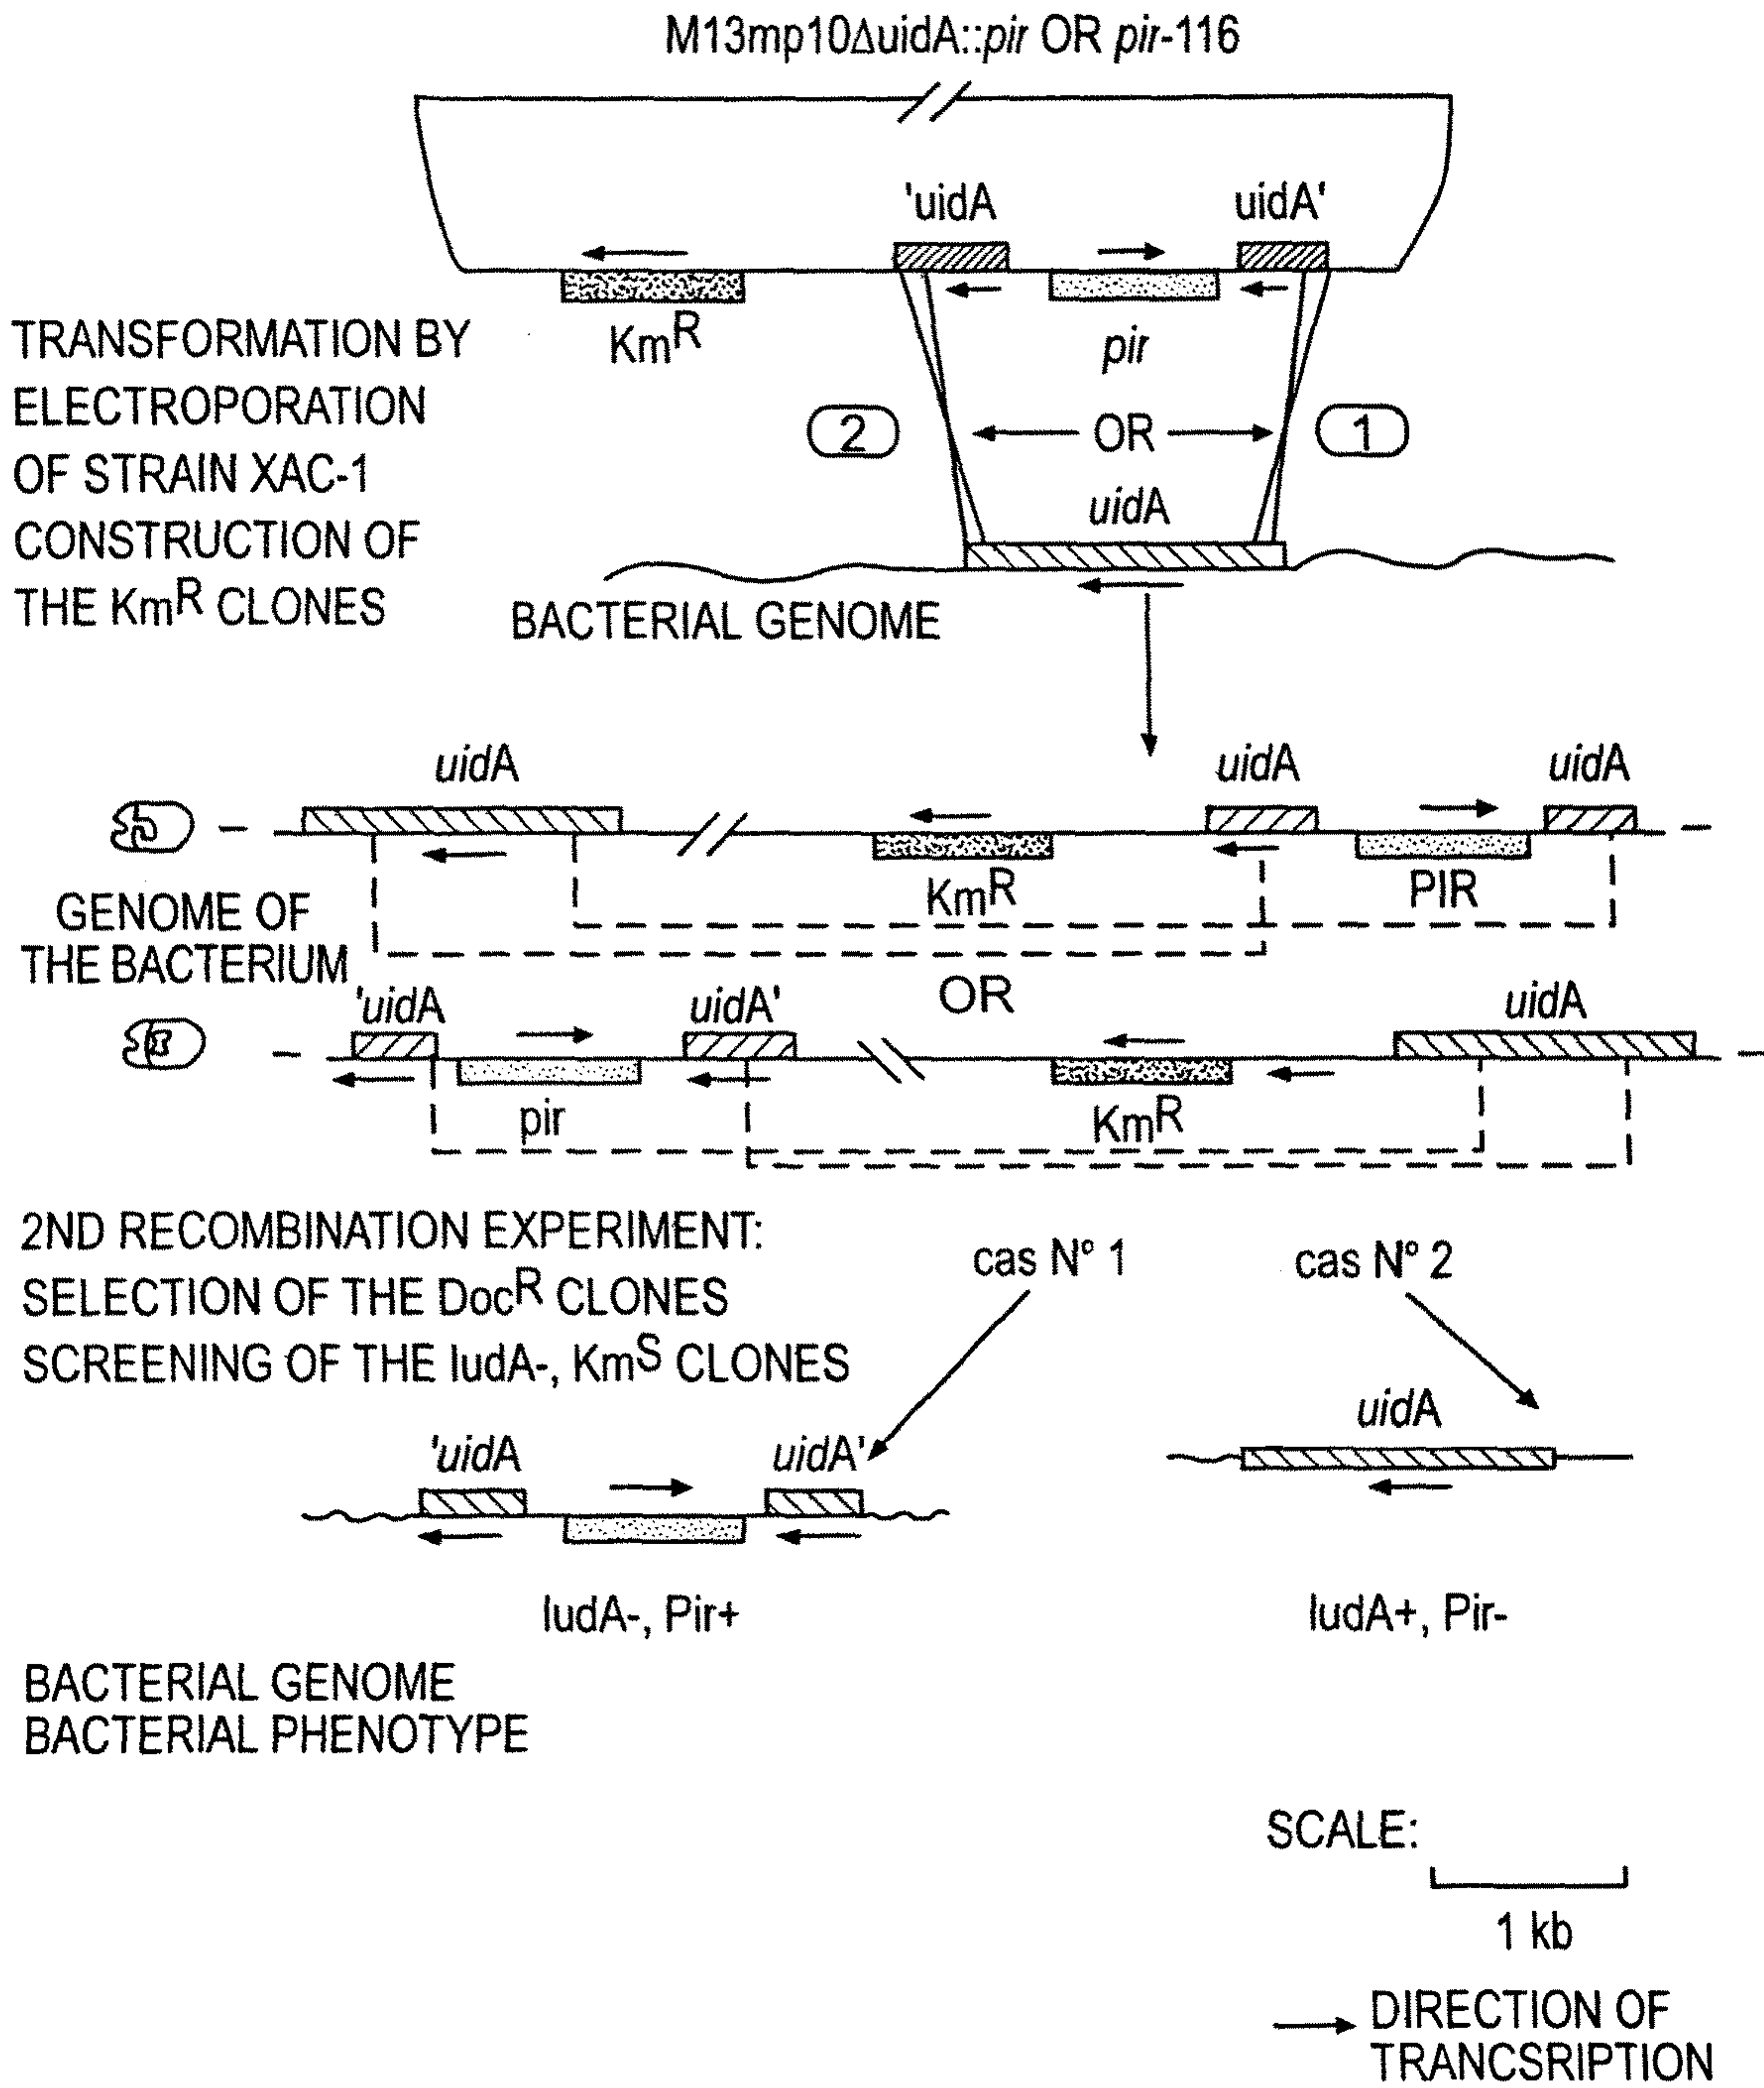 M13mp10ΔuidA::pir OR pir-116
'uidA
uidA'
KmR
pir
TRANSFORMATION BY
ELECTROPORATION
OF STRAIN XAC-1
CONSTRUCTION OF
THE KmR CLONES
2
OR
1
uidA
BACTERIAL GENOME
uidA
uidA
uidA
KmR
PIR
GENOME OF
THE BACTERIUM
OR
'uidA
uidA'
uidA
pir
KmR
2ND RECOMBINATION EXPERIMENT:
SELECTION OF THE DocR CLONES
SCREENING OF THE IudA-, KmS CLONES
cas N° 1
cas N° 2
'uidA
uidA'
uidA
IudA-, Pir+
IudA+, Pir-
BACTERIAL GENOME
BACTERIAL PHENOTYPE
SCALE:
1 kb
DIRECTION OF
TRANCSRIPTION